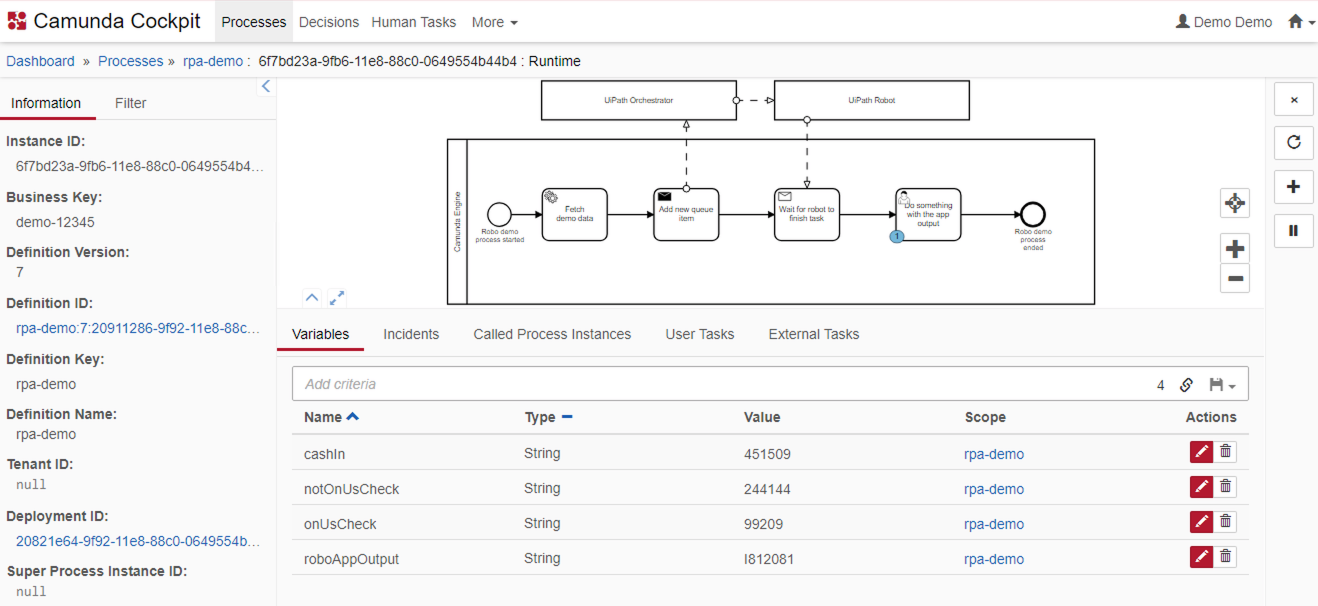 Camunda Cockpit
Processes
Decisions
Human Tasks
More
Demo Demo
Dashboard » Processes » rpa-demo : 6f7bd23a-9fb6-11e8-88c0-0649554b44b4 : Runtime
Information
Filter
Instance ID:
6f7bd23a-9fb6-11e8-88c0-0649554b4...
Business Key:
demo-12345
Definition Version:
7
Definition ID:
rpa-demo:7:20911286-9f92-11e8-88c...
Definition Key:
rpa-demo
Definition Name:
rpa-demo
Tenant ID:
null
Deployment ID:
20821e64-9f92-11e8-88c0-0649554b...
Super Process Instance ID:
null
UiPath Orchestrator
UiPath Robot
Camunda Engine
Robo demo
process started
Fetch
demo data
Add new queue
item
Wait for robot to
finish task
Do something
with the app
output
1
Robo demo
process
ended
Variables
Incidents
Called Process Instances
User Tasks
External Tasks
Add criteria
4
Name Type Value Scope Actions
cashIn String 451509 rpa-demo
notOnUsCheck String 244144 rpa-demo
onUsCheck String 99209 rpa-demo
roboAppOutput String I812081 rpa-demo